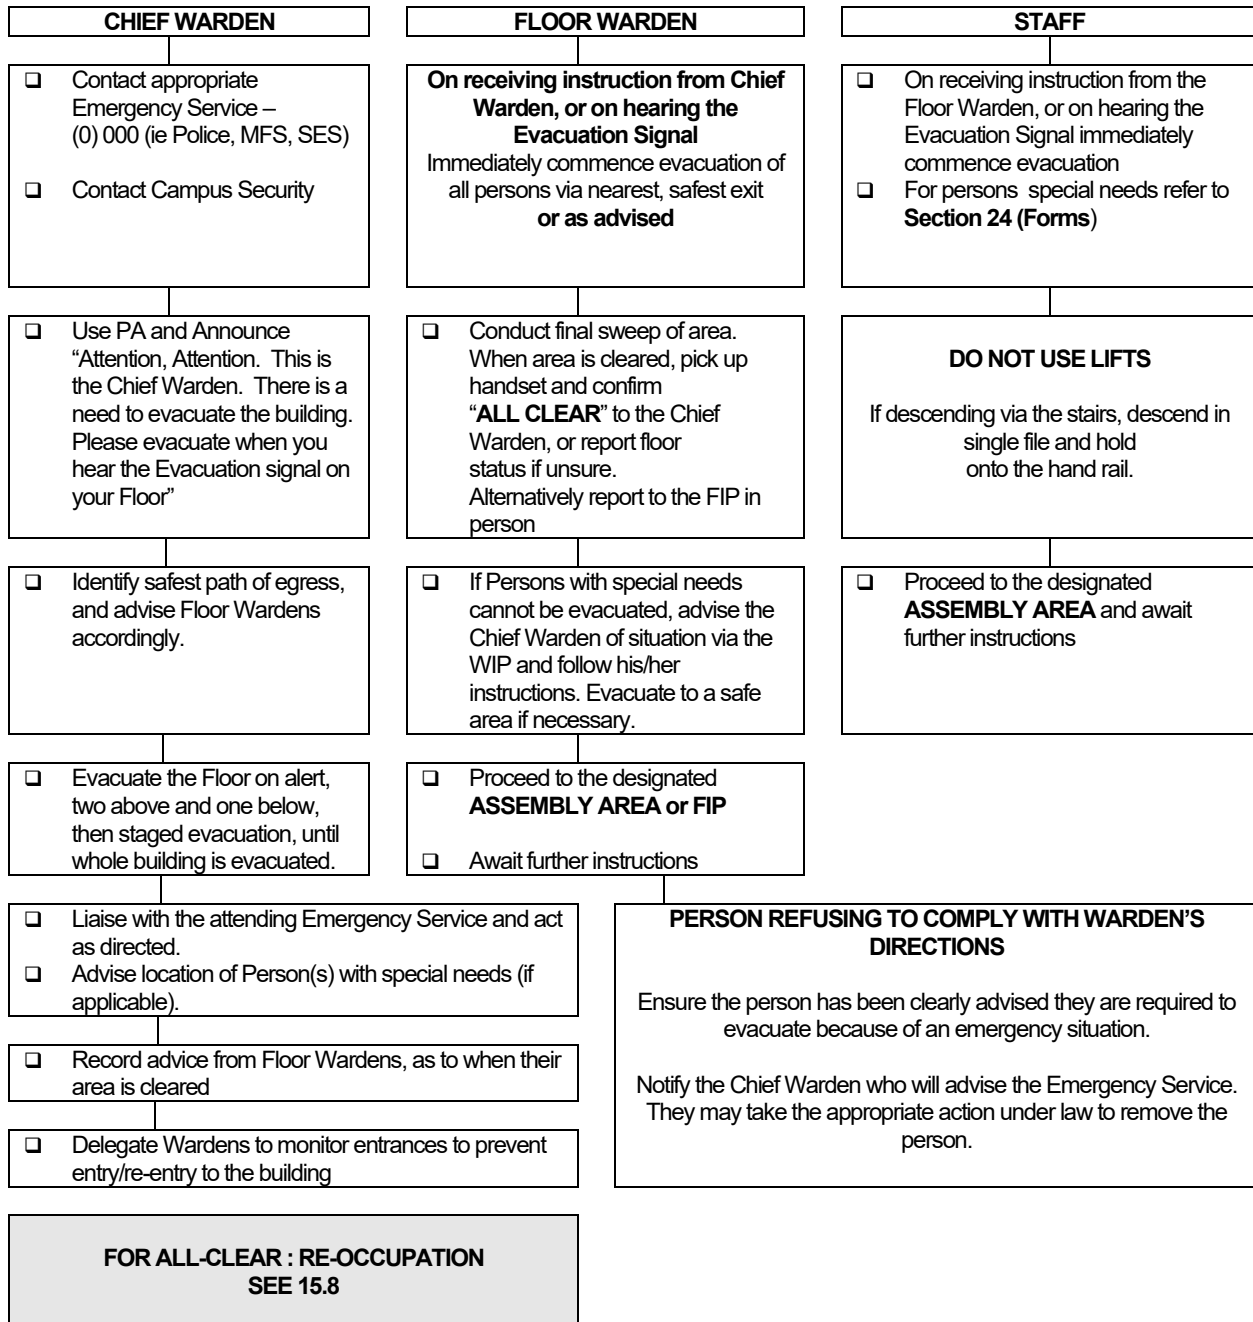 CHIEF WARDEN
❑ Contact appropriate
Emergency Service –
(0) 000 (ie Police, MFS, SES)
❑ Contact Campus Security
❑ Use PA and Announce
“Attention, Attention. This is
the Chief Warden. There is a
need to evacuate the building.
Please evacuate when you
hear the Evacuation signal on
your Floor”
❑ Identify safest path of egress,
and advise Floor Wardens
accordingly.
❑ Evacuate the Floor on alert,
two above and one below,
then staged evacuation, until
whole building is evacuated.
❑ Liaise with the attending Emergency Service and act
as directed.
❑ Advise location of Person(s) with special needs (if
applicable).
❑ Record advice from Floor Wardens, as to when their
area is cleared
❑ Delegate Wardens to monitor entrances to prevent
entry/re-entry to the building
FOR ALL-CLEAR : RE-OCCUPATION
SEE 15.8
FLOOR WARDEN
On receiving instruction from Chief
Warden, or on hearing the
Evacuation Signal
Immediately commence evacuation of
all persons via nearest, safest exit
or as advised
❑ Conduct final sweep of area.
When area is cleared, pick up
handset and confirm
“ALL CLEAR” to the Chief
Warden, or report floor
status if unsure.
Alternatively report to the FIP in
person
❑ If Persons with special needs
cannot be evacuated, advise the
Chief Warden of situation via the
WIP and follow his/her
instructions. Evacuate to a safe
area if necessary.
❑ Proceed to the designated
ASSEMBLY AREA or FIP
❑ Await further instructions
PERSON REFUSING TO COMPLY WITH WARDEN’S
DIRECTIONS
Ensure the person has been clearly advised they are required to
evacuate because of an emergency situation.
Notify the Chief Warden who will advise the Emergency Service.
They may take the appropriate action under law to remove the
person.
STAFF
❑ On receiving instruction from the
Floor Warden, or on hearing the
Evacuation Signal immediately
commence evacuation
❑ For persons special needs refer to
Section 24 (Forms)
DO NOT USE LIFTS
If descending via the stairs, descend in
single file and hold
onto the hand rail.
❑ Proceed to the designated
ASSEMBLY AREA and await
further instructions